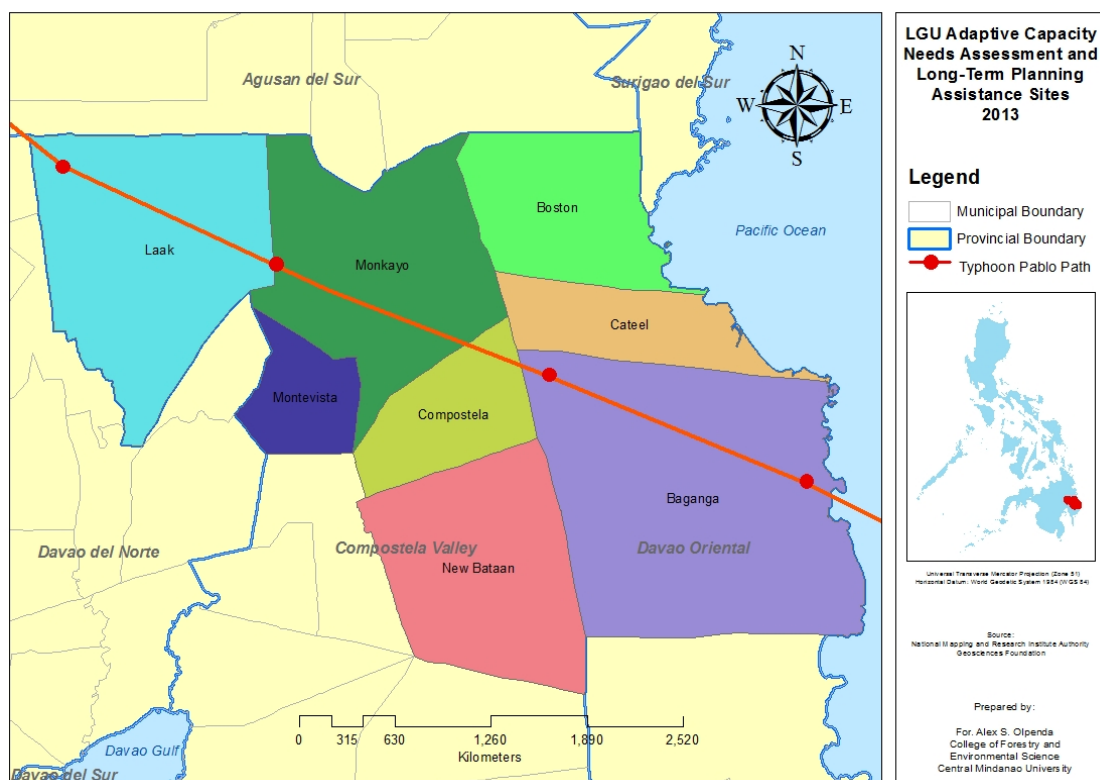 Agusan del Sur
Surigao del Sur
N
W
E
S
Pacific Ocean
Boston
Laak
Monkayo
Cateel
Montevista
Compostela
Baganga
Davao del Norte
Compostela Valley
Davao Oriental
New Bataan
Davao Gulf
Davao del Sur
0 315 630 1,260 1,890 2,520
Kilometers
LGU Adaptive Capacity
Needs Assessment and
Long-Term Planning
Assistance Sites
2013
Legend
Municipal Boundary
Provincial Boundary
Typhoon Pablo Path
Universal Transverse Mercator Projection (Zone 51)
Horizontal Datum: World Geodetic System 1984 (WGS 84)
Source:
National Mapping and Research Institute Authority
Geosciences Foundation
Prepared by:
For. Alex S. Olpenda
College of Forestry and
Environmental Science
Central Mindanao University